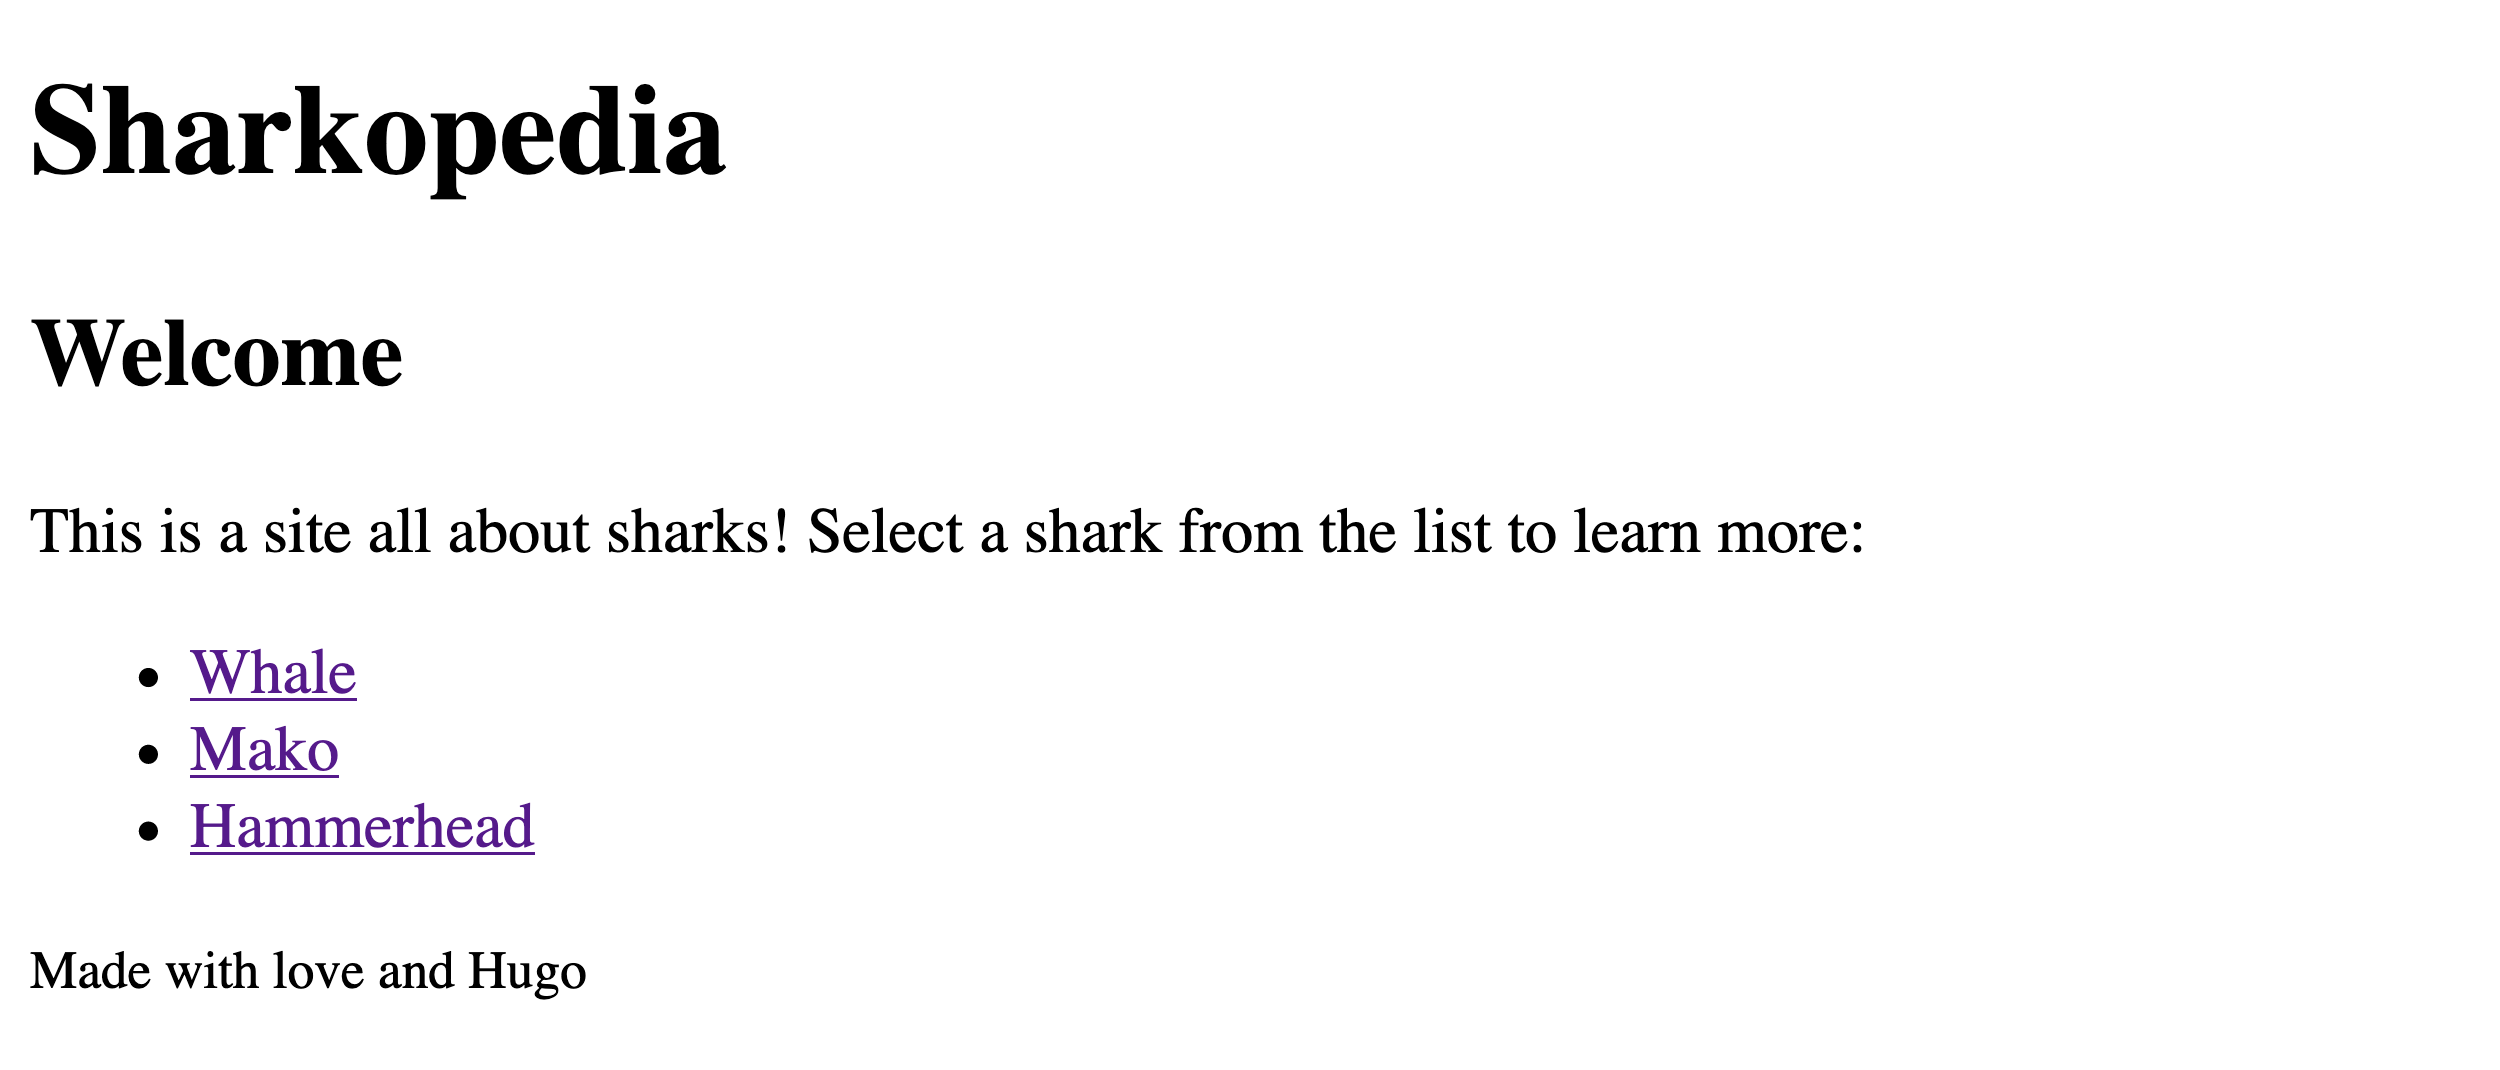 Sharkopedia
Welcome
This is a site all about sharks! Select a shark from the list to learn more:
Whale
Mako
Hammerhead
Made with love and Hugo